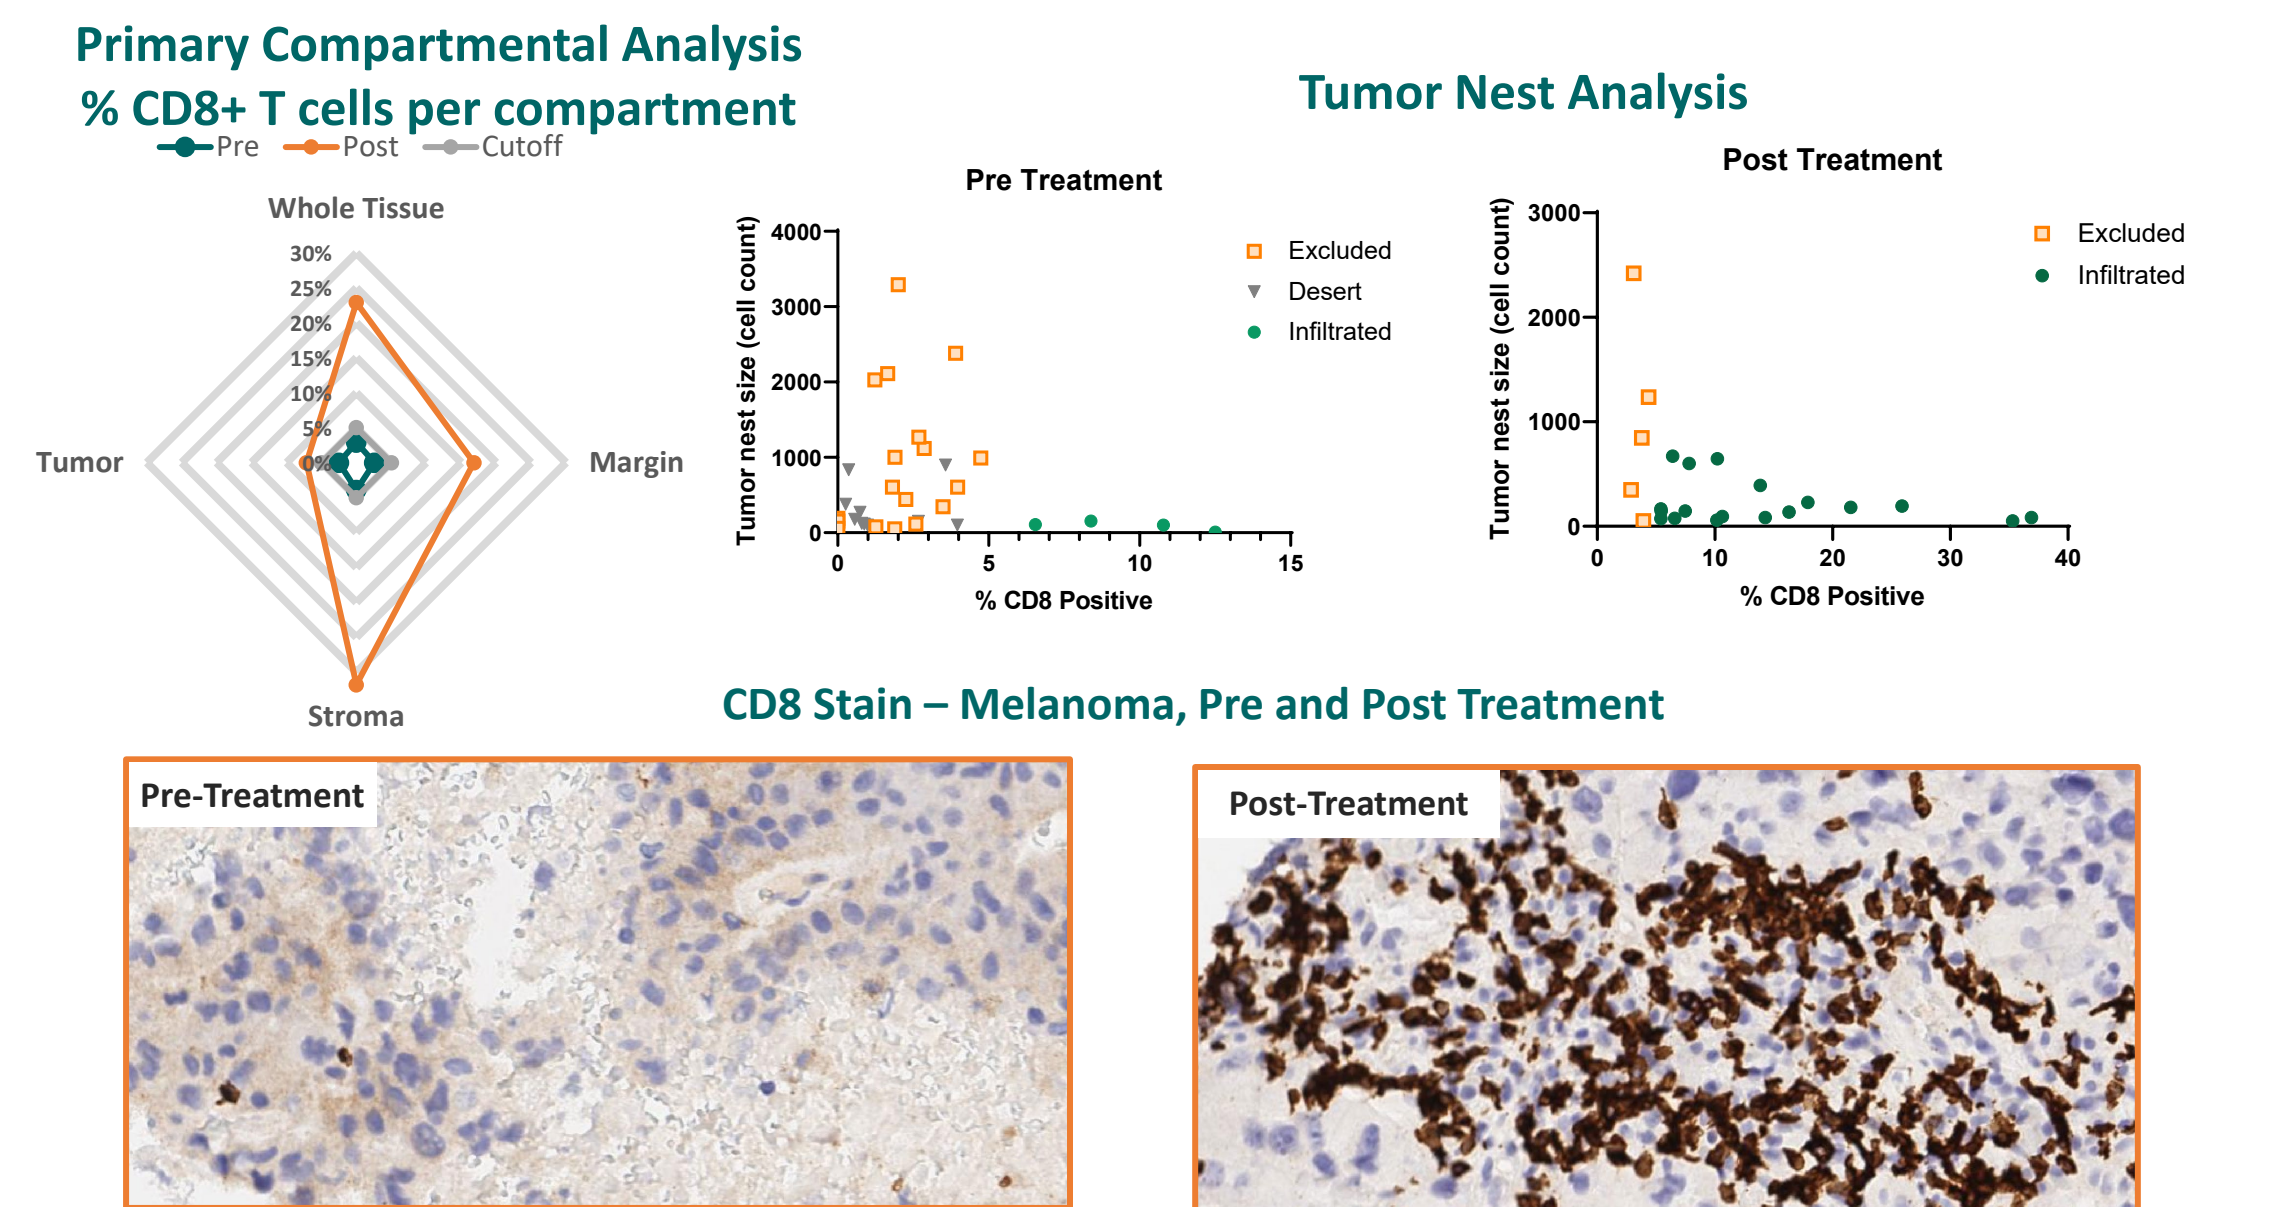 Primary Compartmental Analysis
% CD8+ T cells per compartment
Pre Post Cutoff
Whole Tissue
30%
25%
20%
15%
10%
5%
0%
Tumor
Margin
Stroma
Tumor Nest Analysis
Pre Treatment
Tumor nest size (cell count)
4000
3000
2000
1000
0
0 5 10 15
% CD8 Positive
Excluded
Desert
Infiltrated
Post Treatment
Tumor nest size (cell count)
3000
2000
1000
0
0 10 20 30 40
% CD8 Positive
Excluded
Infiltrated
CD8 Stain – Melanoma, Pre and Post Treatment
Pre-Treatment
Post-Treatment